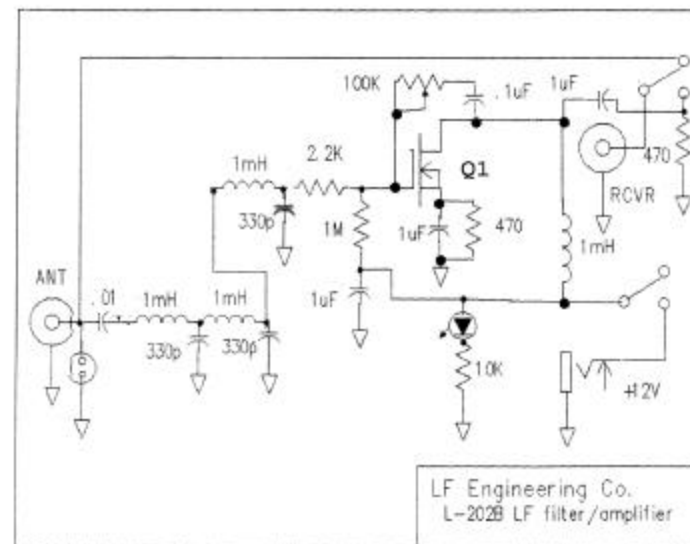 100K
.1uF
1uF
2.2K
Q1
470
1mH
330p
1M
1uF
470
RCVR
1mH
ANT
.01
1mH
1mH
330p
330p
1uF
10K
+12V
LF Engineering Co.
L-202B LF filter/amplifier